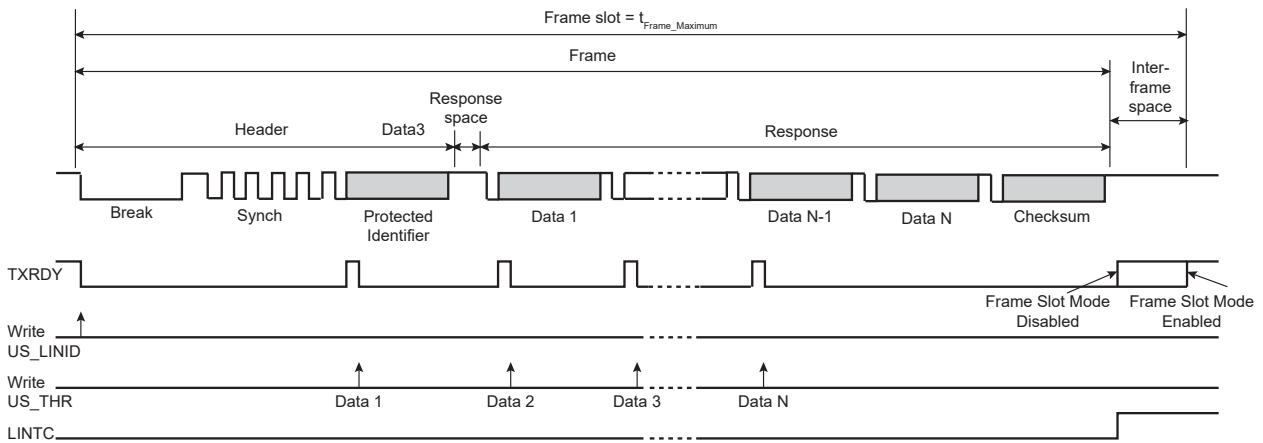 Frame slot = tFrame_Maximum
Frame
Inter-
frame
space
Response
space
Header
Data3
Response
Break
Synch
Protected
Identifier
Data 1
Data N-1
Data N
Checksum
TXRDY
Frame Slot Mode
Disabled
Frame Slot Mode
Enabled
Write
US_LINID
Write
US_THR
Data 1
Data 2
Data 3
Data N
LINTC